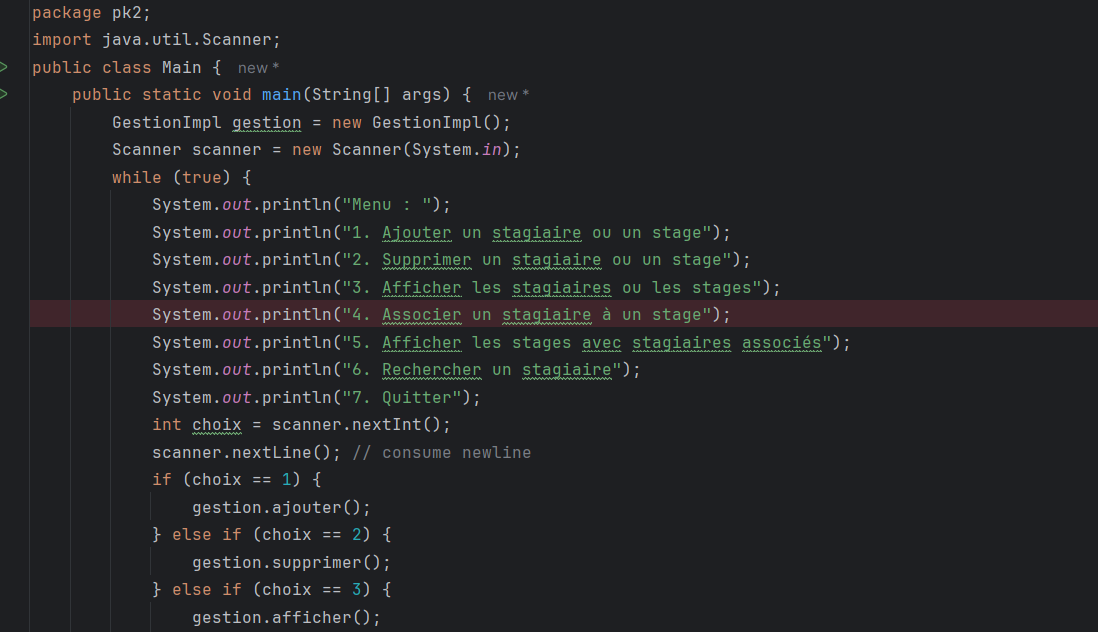 package pk2;
import java.util.Scanner;
public class Main {  new *
    public static void main(String[] args) {  new *
        GestionImpl gestion = new GestionImpl();
        Scanner scanner = new Scanner(System.in);
        while (true) {
            System.out.println("Menu : ");
            System.out.println("1. Ajouter un stagiaire ou un stage");
            System.out.println("2. Supprimer un stagiaire ou un stage");
            System.out.println("3. Afficher les stagiaires ou les stages");
            System.out.println("4. Associer un stagiaire à un stage");
            System.out.println("5. Afficher les stages avec stagiaires associés");
            System.out.println("6. Rechercher un stagiaire");
            System.out.println("7. Quitter");
            int choix = scanner.nextInt();
            scanner.nextLine(); // consume newline
            if (choix == 1) {
                gestion.ajouter();
            } else if (choix == 2) {
                gestion.supprimer();
            } else if (choix == 3) {
                gestion.afficher();